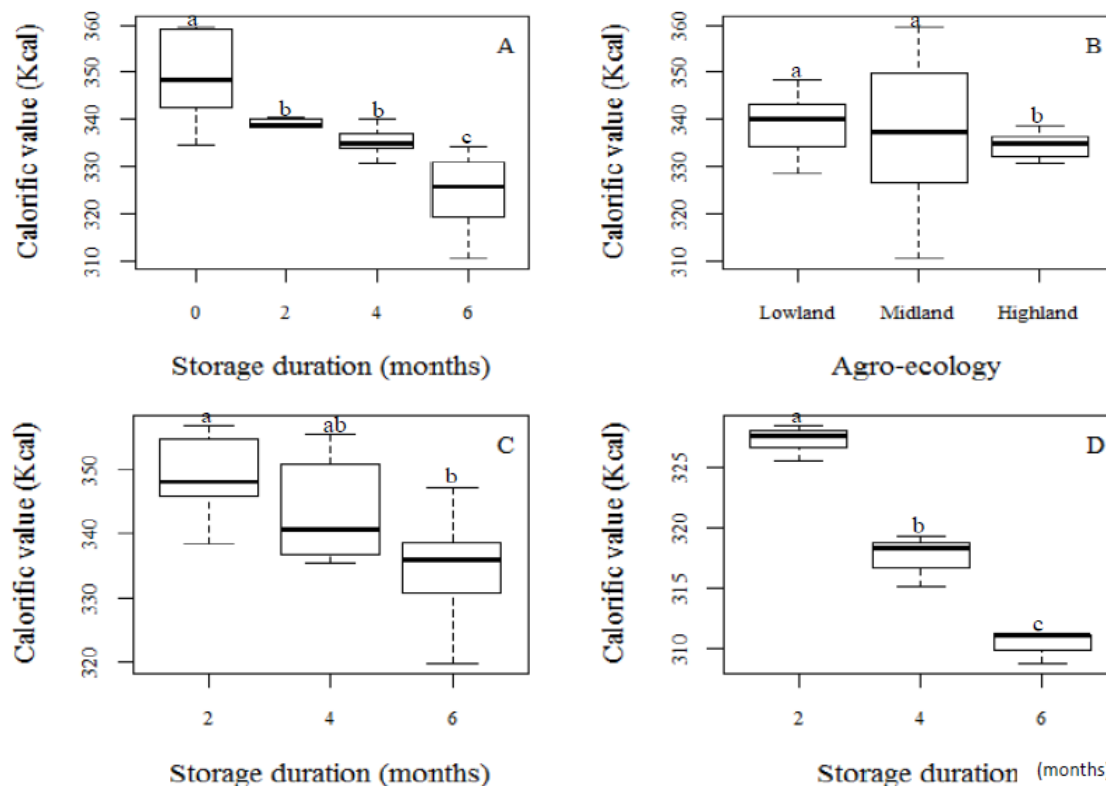 A
Calorific value (Kcal)
360
350
340
330
320
310
a
b
b
c
0 2 4 6
Storage duration (months)
B
Calorific value (Kcal)
360
350
340
330
320
310
a
a
b
Lowland Midland Highland
Agro-ecology
C
Calorific value (Kcal)
350
340
330
320
a
ab
b
2 4 6
Storage duration (months)
D
Calorific value (Kcal)
325
320
315
310
a
b
c
2 4 6
Storage duration (months